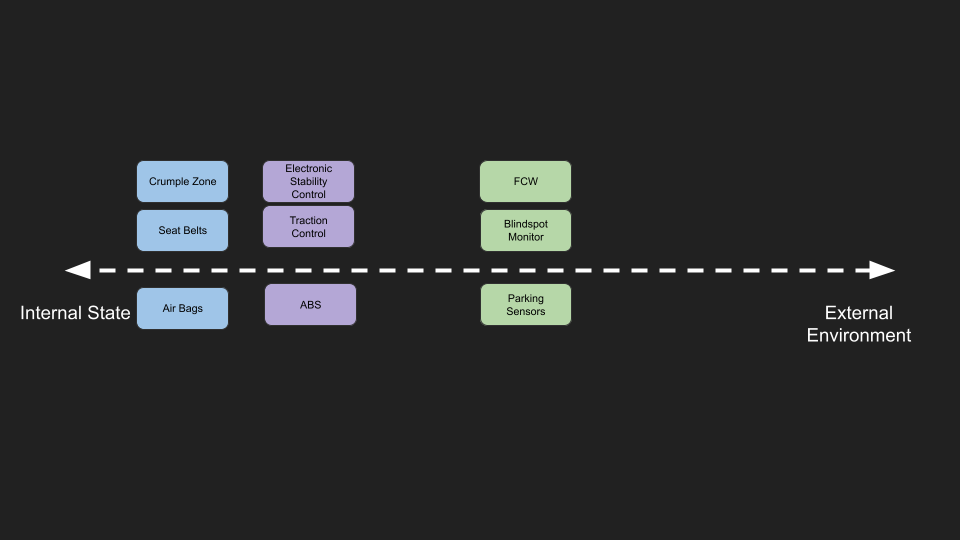 Crumple Zone
Electronic
Stability
Control
FCW
Seat Belts
Traction
Control
Blindspot
Monitor
Internal State
Air Bags
ABS
Parking
Sensors
External
Environment